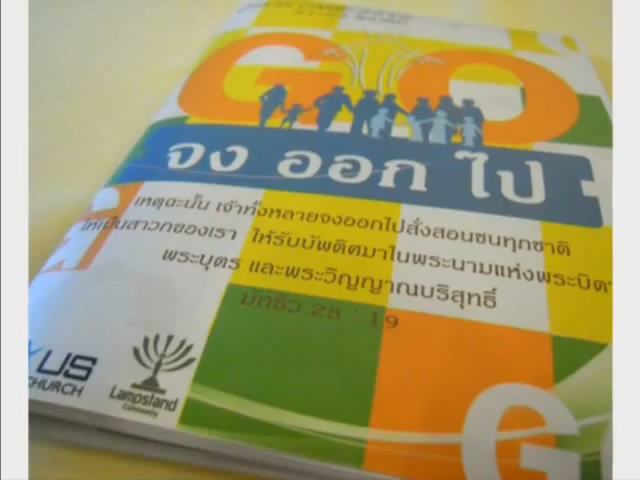 GO
จง ออก ไป
เหตุฉะนั้น เจ้าทั้งหลายจงออกไปสั่งสอนชนทุกชาติ
ให้เป็นสาวกของเรา ให้รับบัพติศมาในพระนามแห่งพระบิดา
พระบุตร และพระวิญญาณบริสุทธิ์
มัทธิว 28 : 19
US
CHURCH
Lampstand
Community
G